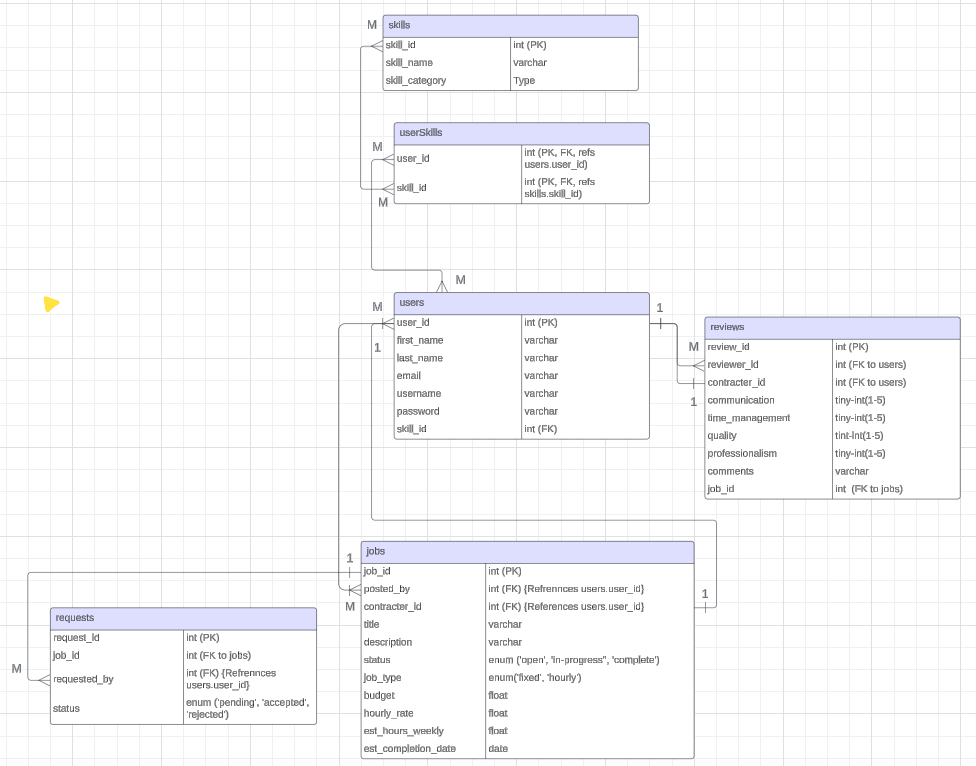 M
skills
skill_id int (PK)
skill_name varchar
skill_category Type
userSkills
M
user_id int (PK, FK, refs
users.user_id)
skill_id int (PK, FK, refs
skills.skill_id)
M
M
users
M
user_id int (PK)
1
first_name varchar
last_name varchar
email varchar
username varchar
password varchar
skill_id int (FK)
1
reviews
M
review_id int (PK)
reviewer_id int (FK to users)
contracter_id int (FK to users)
1
communication tiny-int(1-5)
time_management tiny-int(1-5)
quality tint-int(1-5)
professionalism tiny-int(1-5)
comments varchar
job_id int (FK to jobs)
jobs
1
job_id int (PK)
posted_by int (FK) {Refrennces users.user_id}
M
contracter_id int (FK) {References users.user_id}
1
title varchar
description varchar
status enum ('open', 'in-progress", 'complete')
job_type enum('fixed', 'hourly')
budget float
hourly_rate float
est_hours_weekly float
est_completion_date date
requests
request_id int (PK)
job_id int (FK to jobs)
M
requested_by int (FK) {Refrennces
users.user_id}
status enum ('pending', 'accepted',
'rejected')